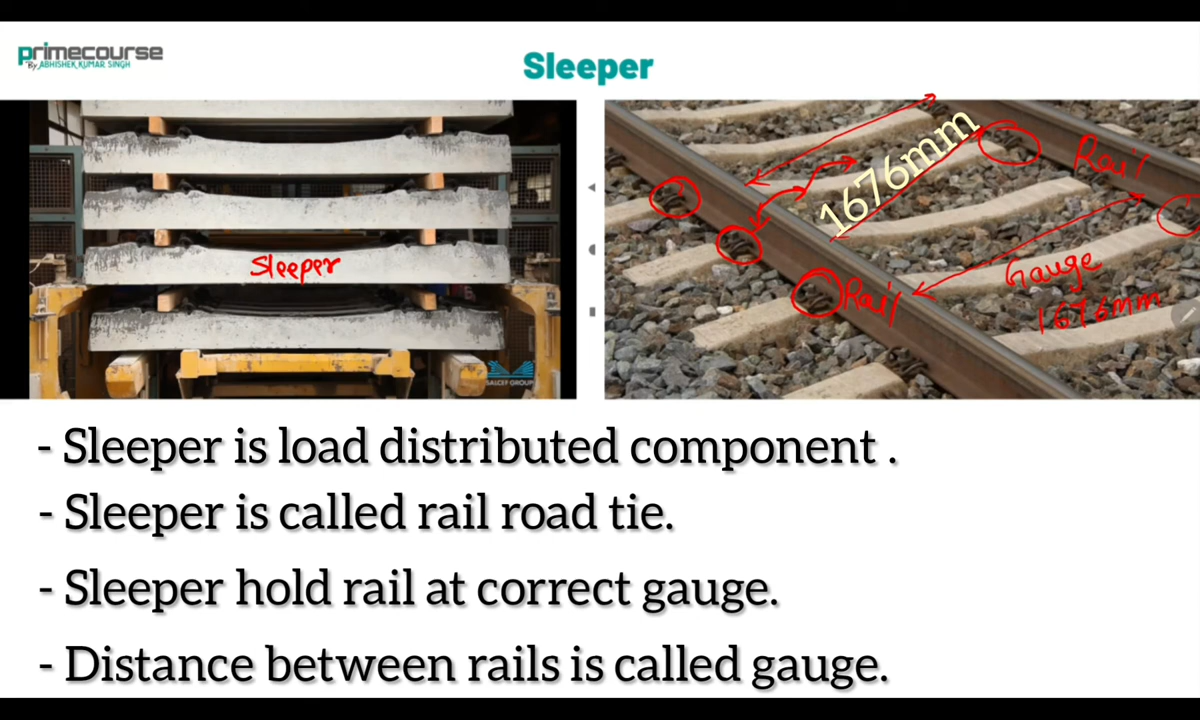 primecourse
By ABHISHEK KUMAR SINGH
Sleeper
Sleeper
SALCEF GROUP
1676mm
Rail
Rail
Gauge
1676mm
- Sleeper is load distributed component .
- Sleeper is called rail road tie.
- Sleeper hold rail at correct gauge.
- Distance between rails is called gauge.